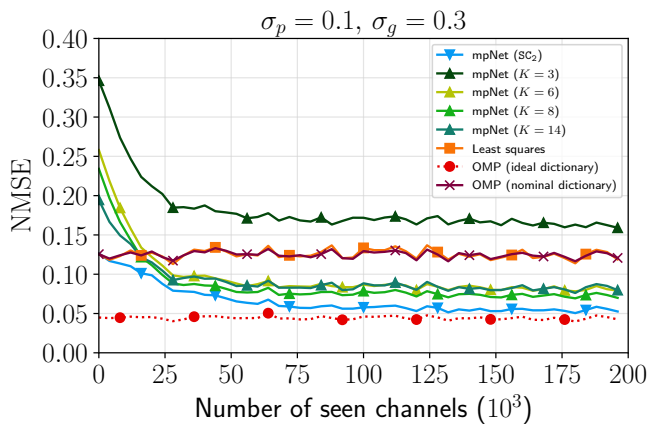 σ_p = 0.1, σ_g = 0.3
NMSE
0.40
0.35
0.30
0.25
0.20
0.15
0.10
0.05
0.00
mpNet (SC₂)
mpNet (K = 3)
mpNet (K = 6)
mpNet (K = 8)
mpNet (K = 14)
Least squares
OMP (ideal dictionary)
OMP (nominal dictionary)
0 25 50 75 100 125 150 175 200
Number of seen channels (10³)